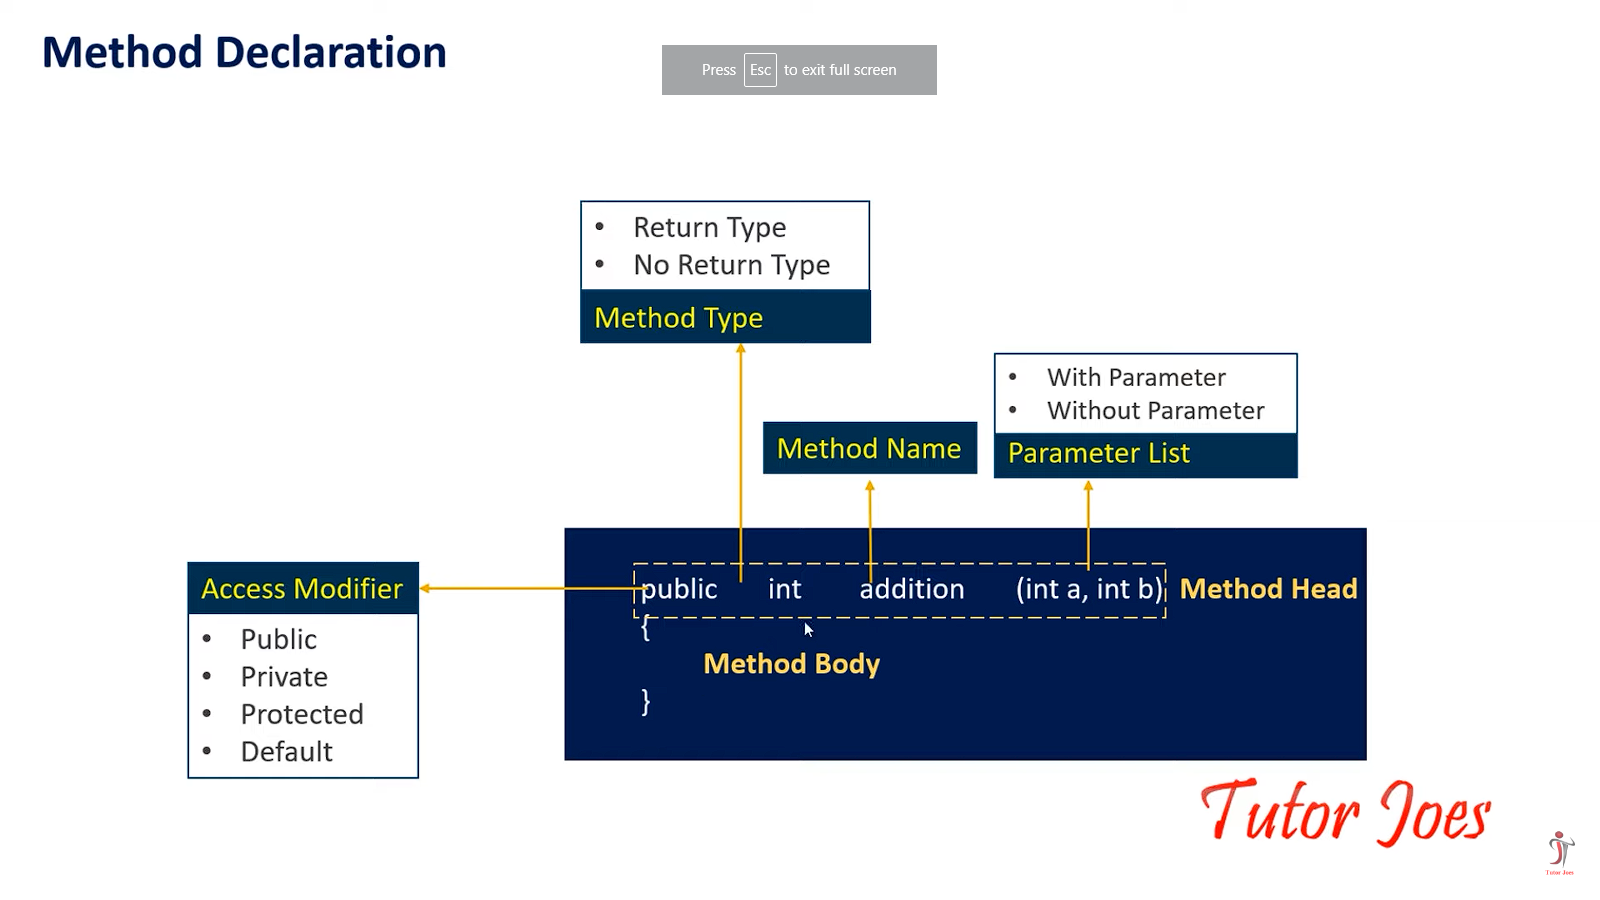 Method Declaration
Press Esc to exit full screen
• Return Type
• No Return Type
Method Type
• With Parameter
• Without Parameter
Parameter List
Method Name
Access Modifier
• Public
• Private
• Protected
• Default
public int addition (int a, int b) Method Head
{
Method Body
}
Tutor Joes
Tutor Joes